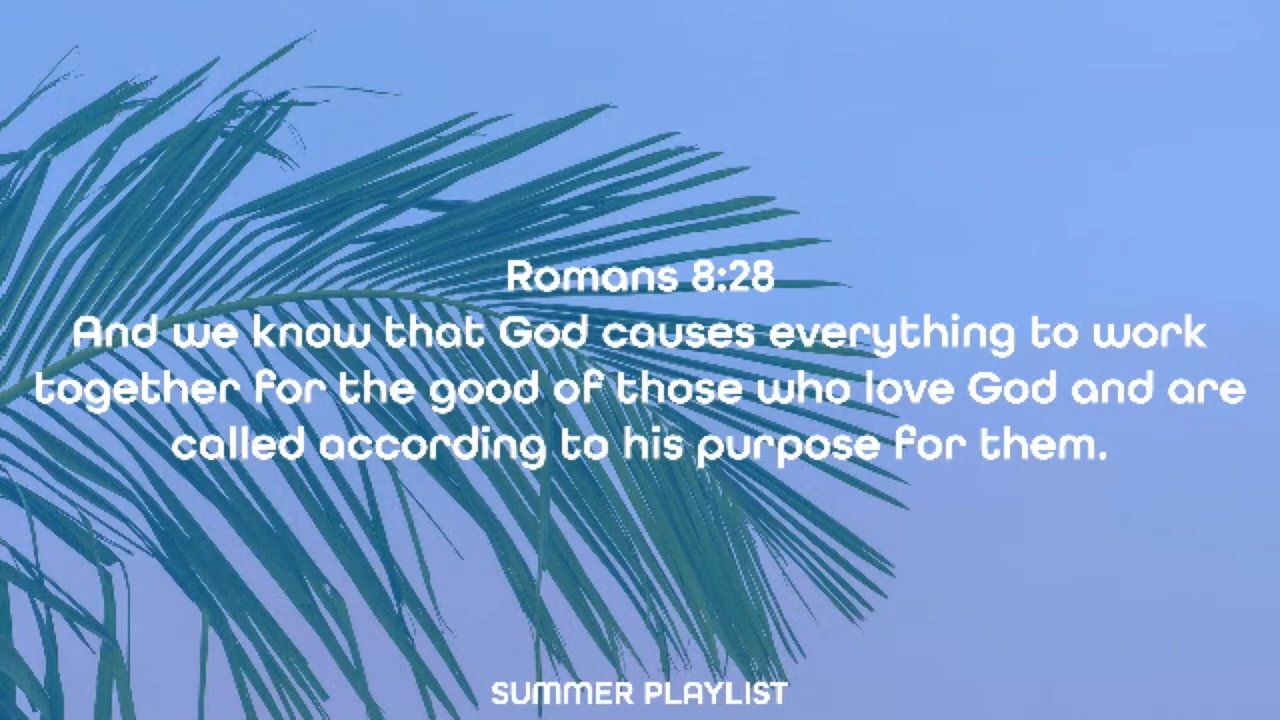 Romans 8:28
And we know that God causes everything to work
together for the good of those who love God and are
called according to his purpose for them.
SUMMER PLAYLIST